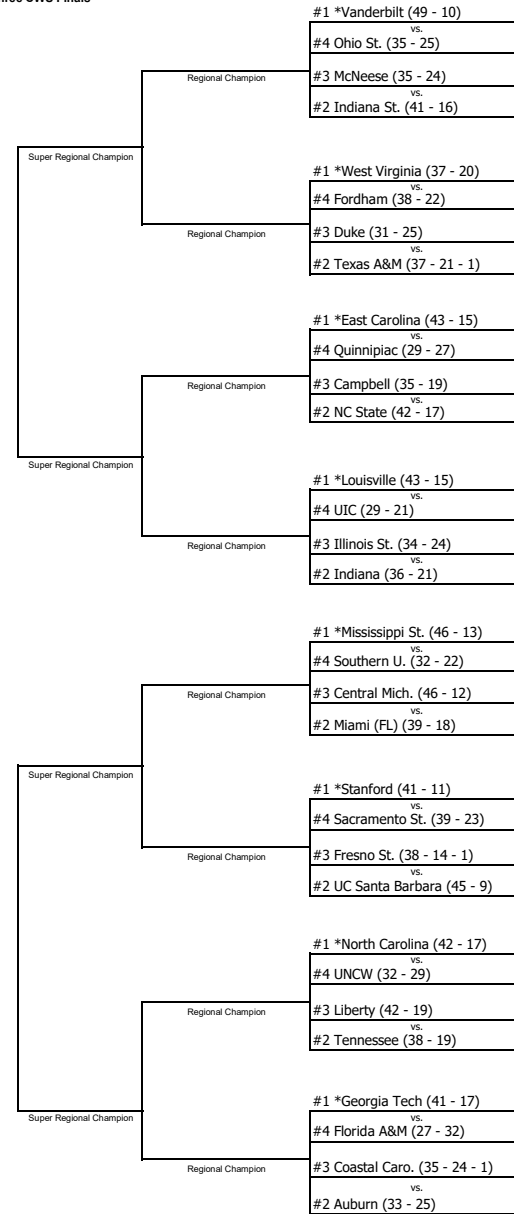 #1 *Vanderbilt (49 - 10)
vs.
#4 Ohio St. (35 - 25)
Regional Champion
#3 McNeese (35 - 24)
vs.
#2 Indiana St. (41 - 16)
Super Regional Champion
#1 *West Virginia (37 - 20)
vs.
#4 Fordham (38 - 22)
Regional Champion
#3 Duke (31 - 25)
vs.
#2 Texas A&M (37 - 21 - 1)
#1 *East Carolina (43 - 15)
vs.
#4 Quinnipiac (29 - 27)
Regional Champion
#3 Campbell (35 - 19)
vs.
#2 NC State (42 - 17)
Super Regional Champion
#1 *Louisville (43 - 15)
vs.
#4 UIC (29 - 21)
Regional Champion
#3 Illinois St. (34 - 24)
vs.
#2 Indiana (36 - 21)
#1 *Mississippi St. (46 - 13)
vs.
#4 Southern U. (32 - 22)
Regional Champion
#3 Central Mich. (46 - 12)
vs.
#2 Miami (FL) (39 - 18)
Super Regional Champion
#1 *Stanford (41 - 11)
vs.
#4 Sacramento St. (39 - 23)
Regional Champion
#3 Fresno St. (38 - 14 - 1)
vs.
#2 UC Santa Barbara (45 - 9)
#1 *North Carolina (42 - 17)
vs.
#4 UNCW (32 - 29)
Regional Champion
#3 Liberty (42 - 19)
vs.
#2 Tennessee (38 - 19)
Super Regional Champion
#1 *Georgia Tech (41 - 17)
vs.
#4 Florida A&M (27 - 32)
Regional Champion
#3 Coastal Caro. (35 - 24 - 1)
vs.
#2 Auburn (33 - 25)